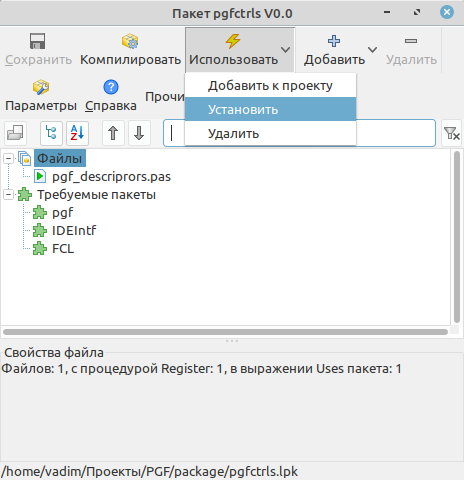 Пакет pgfctrls V0.0
Сохранить Компилировать Использовать Добавить Удалить
Добавить к проекту
Параметры Справка Прочи
Установить
Удалить
Файлы
pgf_descriprors.pas
Требуемые пакеты
pgf
IDEIntf
FCL
Свойства файла
Файлов: 1, с процедурой Register: 1, в выражении Uses пакета: 1
/home/vadim/Проекты/PGF/package/pgfctrls.lpk